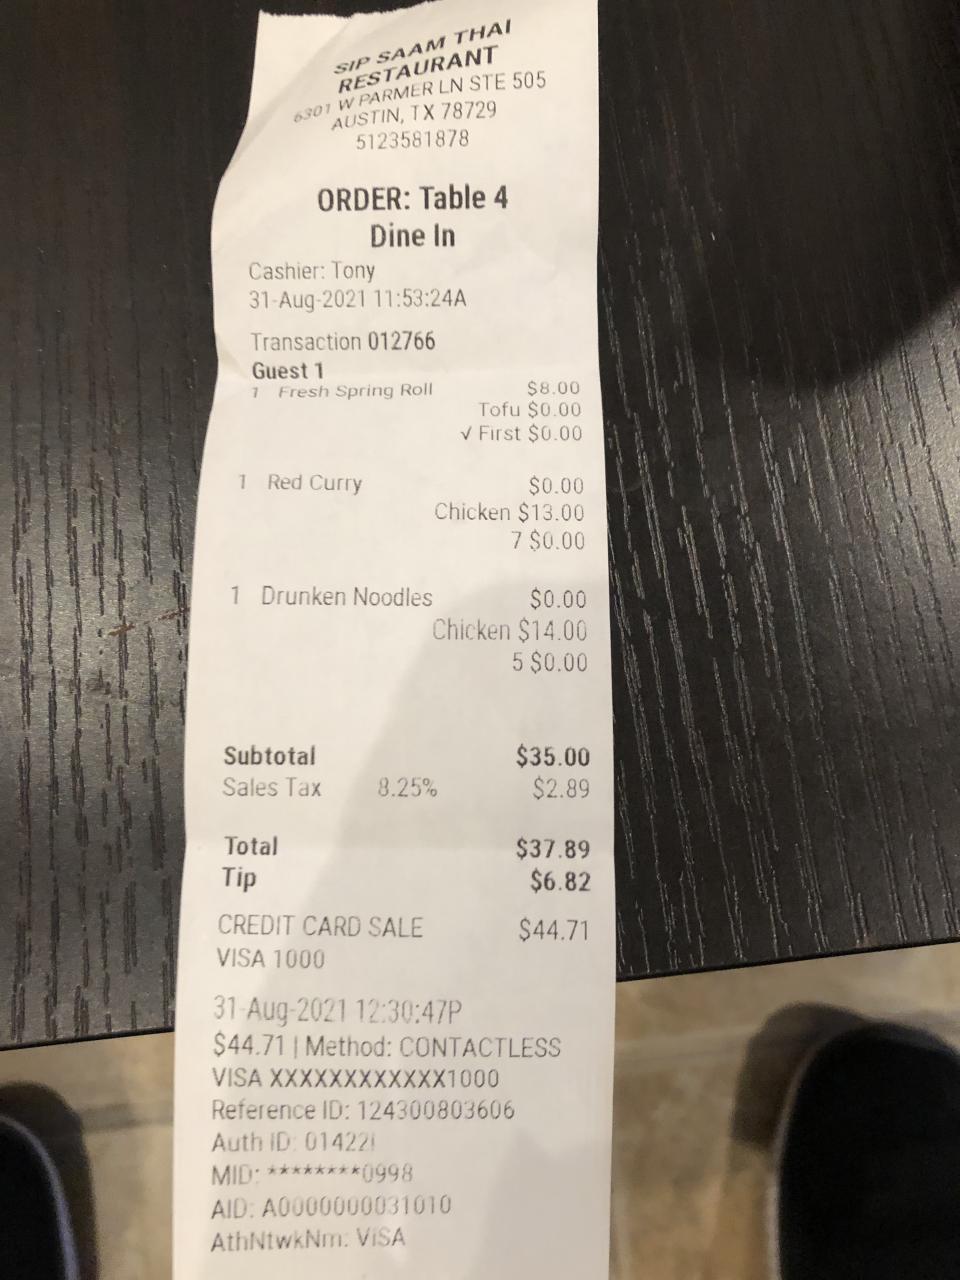 SIP SAAM THAI
RESTAURANT
6301 W PARMER LN STE 505
AUSTIN, TX 78729
5123581878
ORDER: Table 4
Dine In
Cashier: Tony
31-Aug-2021 11:53:24A
Transaction 012766
Guest 1
1 Fresh Spring Roll $8.00
Tofu $0.00
✓ First $0.00
1 Red Curry $0.00
Chicken $13.00
7 $0.00
1 Drunken Noodles $0.00
Chicken $14.00
5 $0.00
Subtotal $35.00
Sales Tax 8.25% $2.89
Total $37.89
Tip $6.82
CREDIT CARD SALE $44.71
VISA 1000
31-Aug-2021 12:30:47P
$44.71 | Method: CONTACTLESS
VISA XXXXXXXXXXXX1000
Reference ID: 124300803606
Auth ID:
MID: ********0998
AID: A0000000031010
AthNtwkNm: VISA